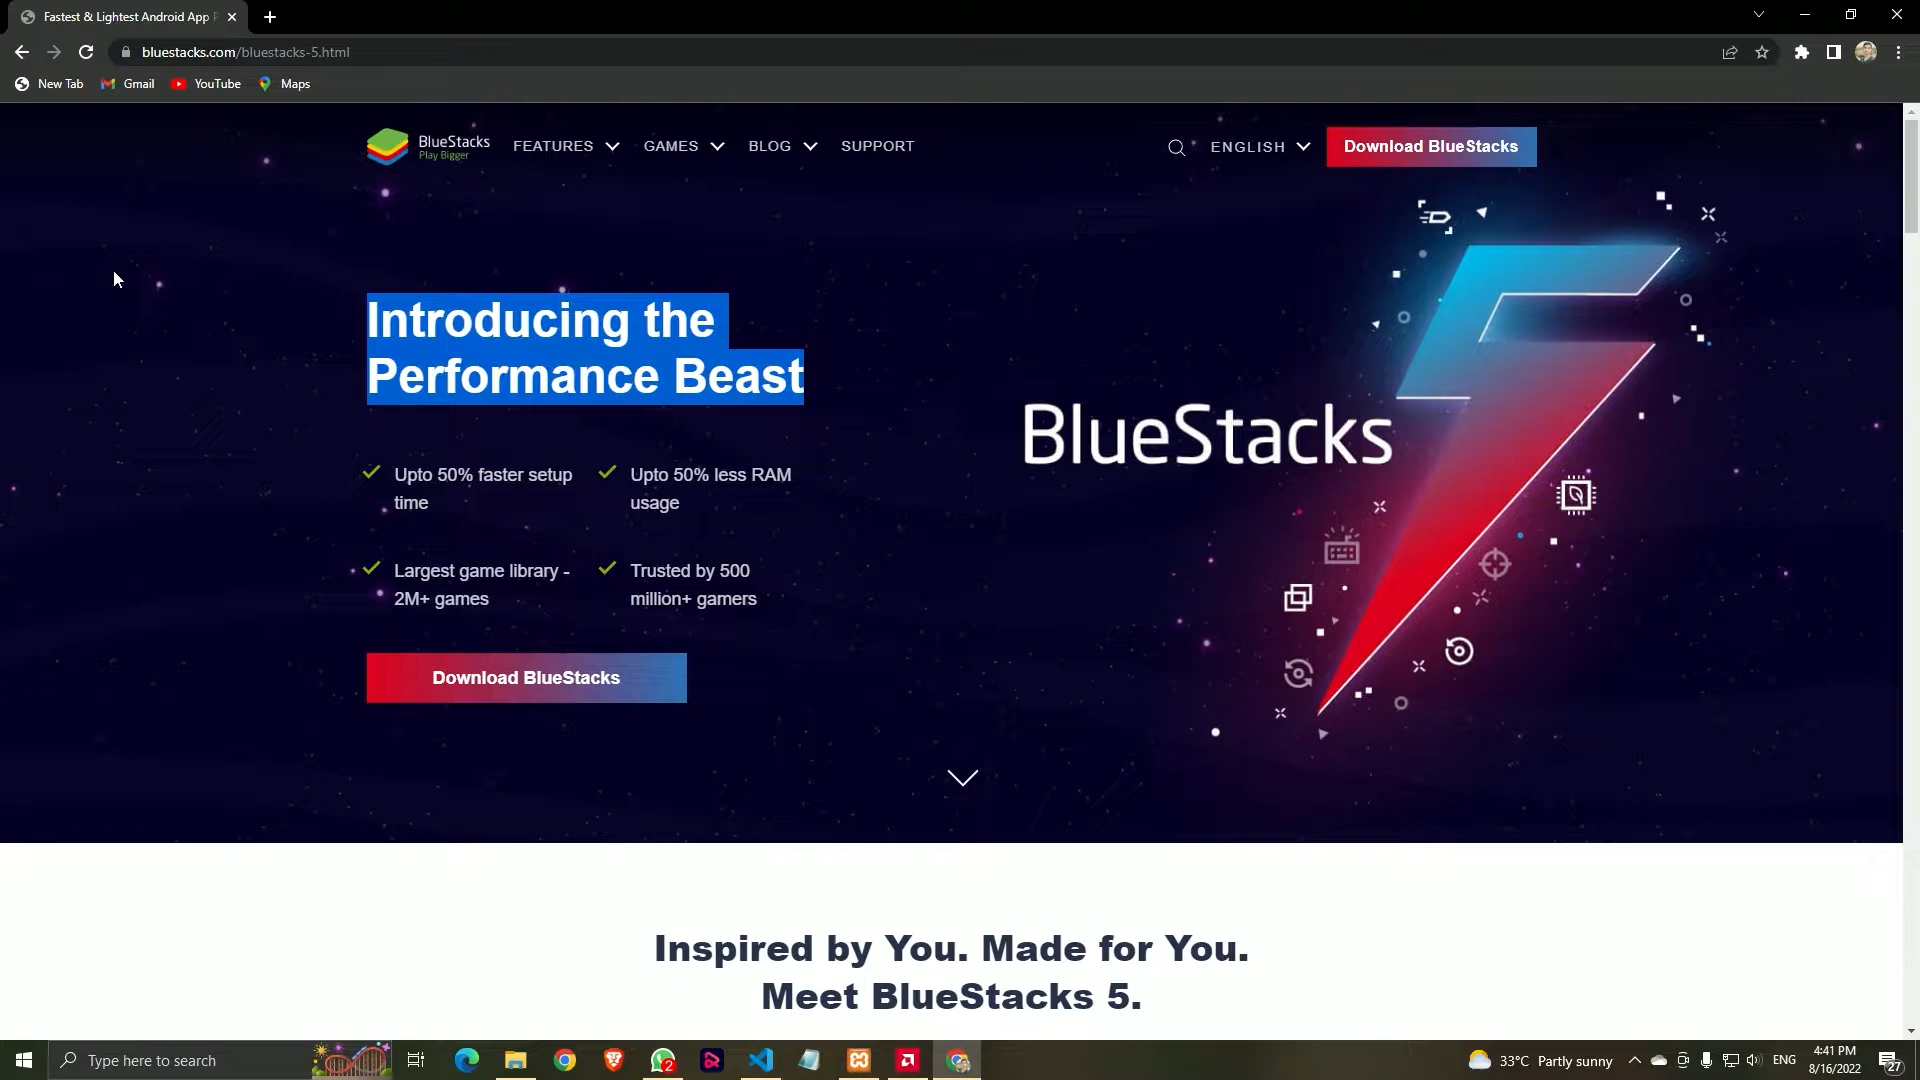 Fastest & Lightest Android App P
bluestacks.com/bluestacks-5.html
New Tab
Gmail
YouTube
Maps
BlueStacks
Play Bigger
FEATURES
GAMES
BLOG
SUPPORT
ENGLISH
Download BlueStacks
Introducing the
Performance Beast
BlueStacks
Upto 50% faster setup
time
Upto 50% less RAM
usage
Largest game library -
2M+ games
Trusted by 500
million+ gamers
Download BlueStacks
Inspired by You. Made for You.
Meet BlueStacks 5.
Type here to search
2
33°C Partly sunny
ENG
4:41 PM
8/16/2022
27